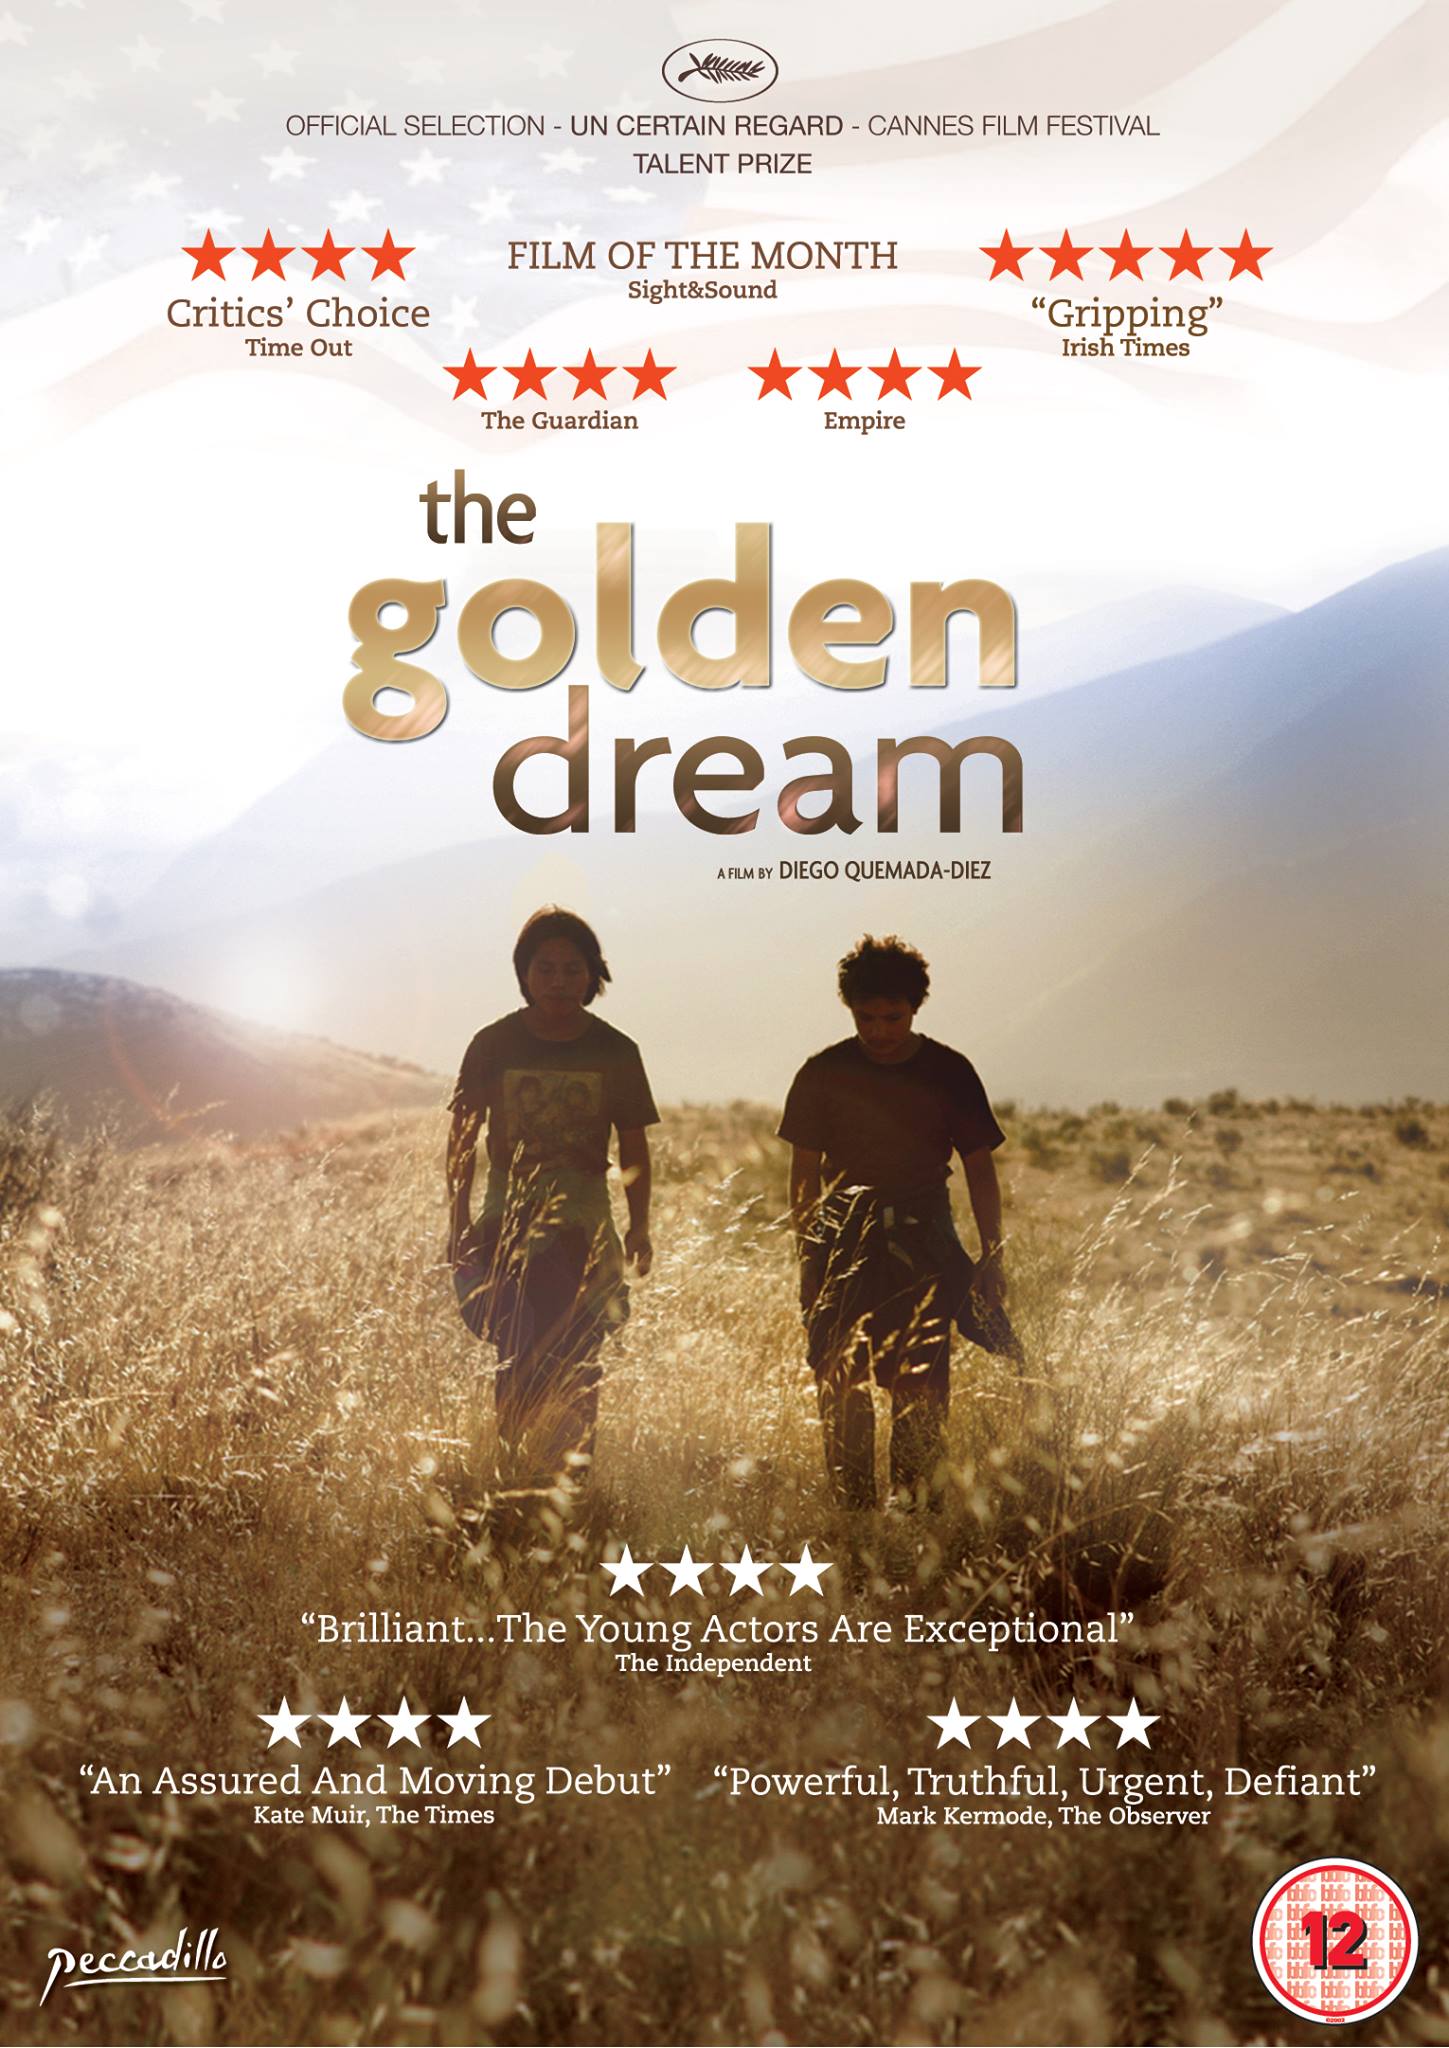 OFFICIAL SELECTION - UN CERTAIN REGARD - CANNES FILM FESTIVAL
TALENT PRIZE
Critics’ Choice
Time Out
FILM OF THE MONTH
Sight&Sound
“Gripping”
Irish Times
The Guardian
Empire
the
golden
dream
A FILM BY DIEGO QUEMADA-DIEZ
“Brilliant...The Young Actors Are Exceptional”
The Independent
“An Assured And Moving Debut”
Kate Muir, The Times
“Powerful, Truthful, Urgent, Defiant”
Mark Kermode, The Observer
peccadillo
12